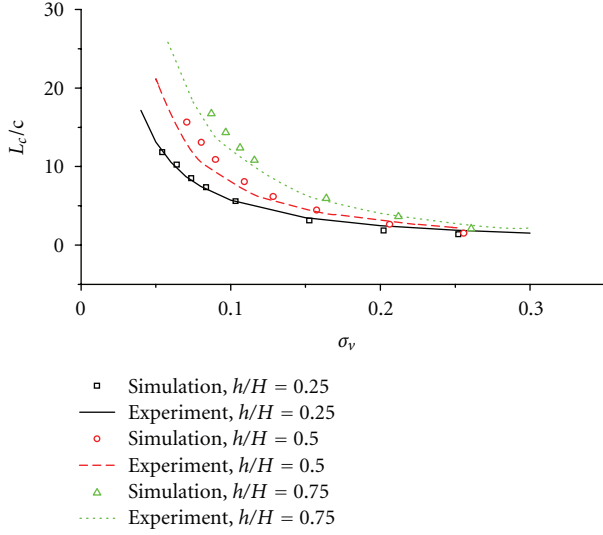 30
20
10
0
L_c/c
0
0.1
0.2
0.3
σ_v
Simulation, h/H = 0.25
Experiment, h/H = 0.25
Simulation, h/H = 0.5
Experiment, h/H = 0.5
Simulation, h/H = 0.75
Experiment, h/H = 0.75